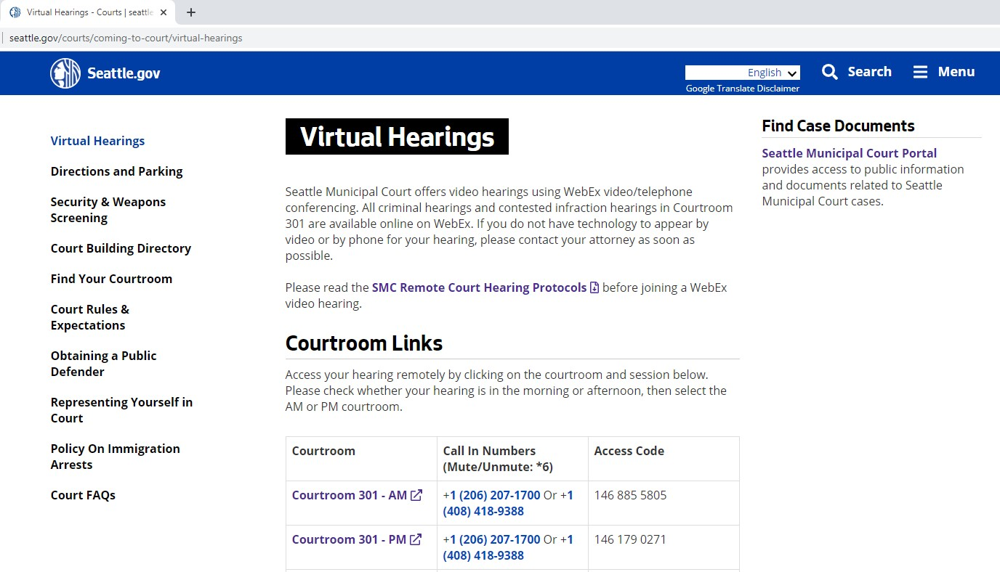 Virtual Hearings - Courts | seattle
seattle.gov/courts/coming-to-court/virtual-hearings
Seattle.gov
English
Google Translate Disclaimer
Search
Menu
Virtual Hearings
Directions and Parking
Security & Weapons
Screening
Court Building Directory
Find Your Courtroom
Court Rules &
Expectations
Obtaining a Public
Defender
Representing Yourself in
Court
Policy On Immigration
Arrests
Court FAQs
Virtual Hearings
Seattle Municipal Court offers video hearings using WebEx video/telephone
conferencing. All criminal hearings and contested infraction hearings in Courtroom
301 are available online on WebEx. If you do not have technology to appear by
video or by phone for your hearing, please contact your attorney as soon as
possible.
Please read the SMC Remote Court Hearing Protocols before joining a WebEx
video hearing.
Courtroom Links
Access your hearing remotely by clicking on the courtroom and session below.
Please check whether your hearing is in the morning or afternoon, then select the
AM or PM courtroom.
Courtroom
Call In Numbers
(Mute/Unmute: *6)
Access Code
Courtroom 301 - AM
+1 (206) 207-1700 Or +1
(408) 418-9388
146 885 5805
Courtroom 301 - PM
+1 (206) 207-1700 Or +1
(408) 418-9388
146 179 0271
Find Case Documents
Seattle Municipal Court Portal
provides access to public information
and documents related to Seattle
Municipal Court cases.